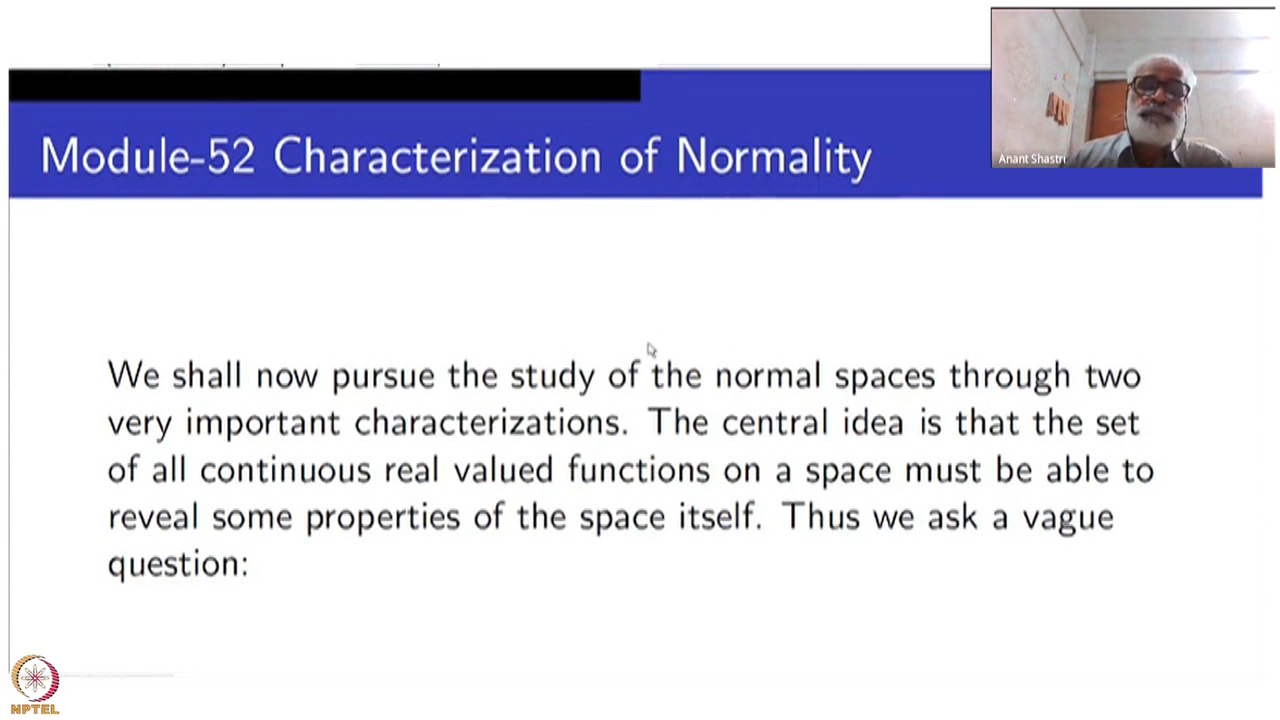 Module-52 Characterization of Normality
Anant Shastri
We shall now pursue the study of the normal spaces through two
very important characterizations. The central idea is that the set
of all continuous real valued functions on a space must be able to
reveal some properties of the space itself. Thus we ask a vague
question:
NPTEL